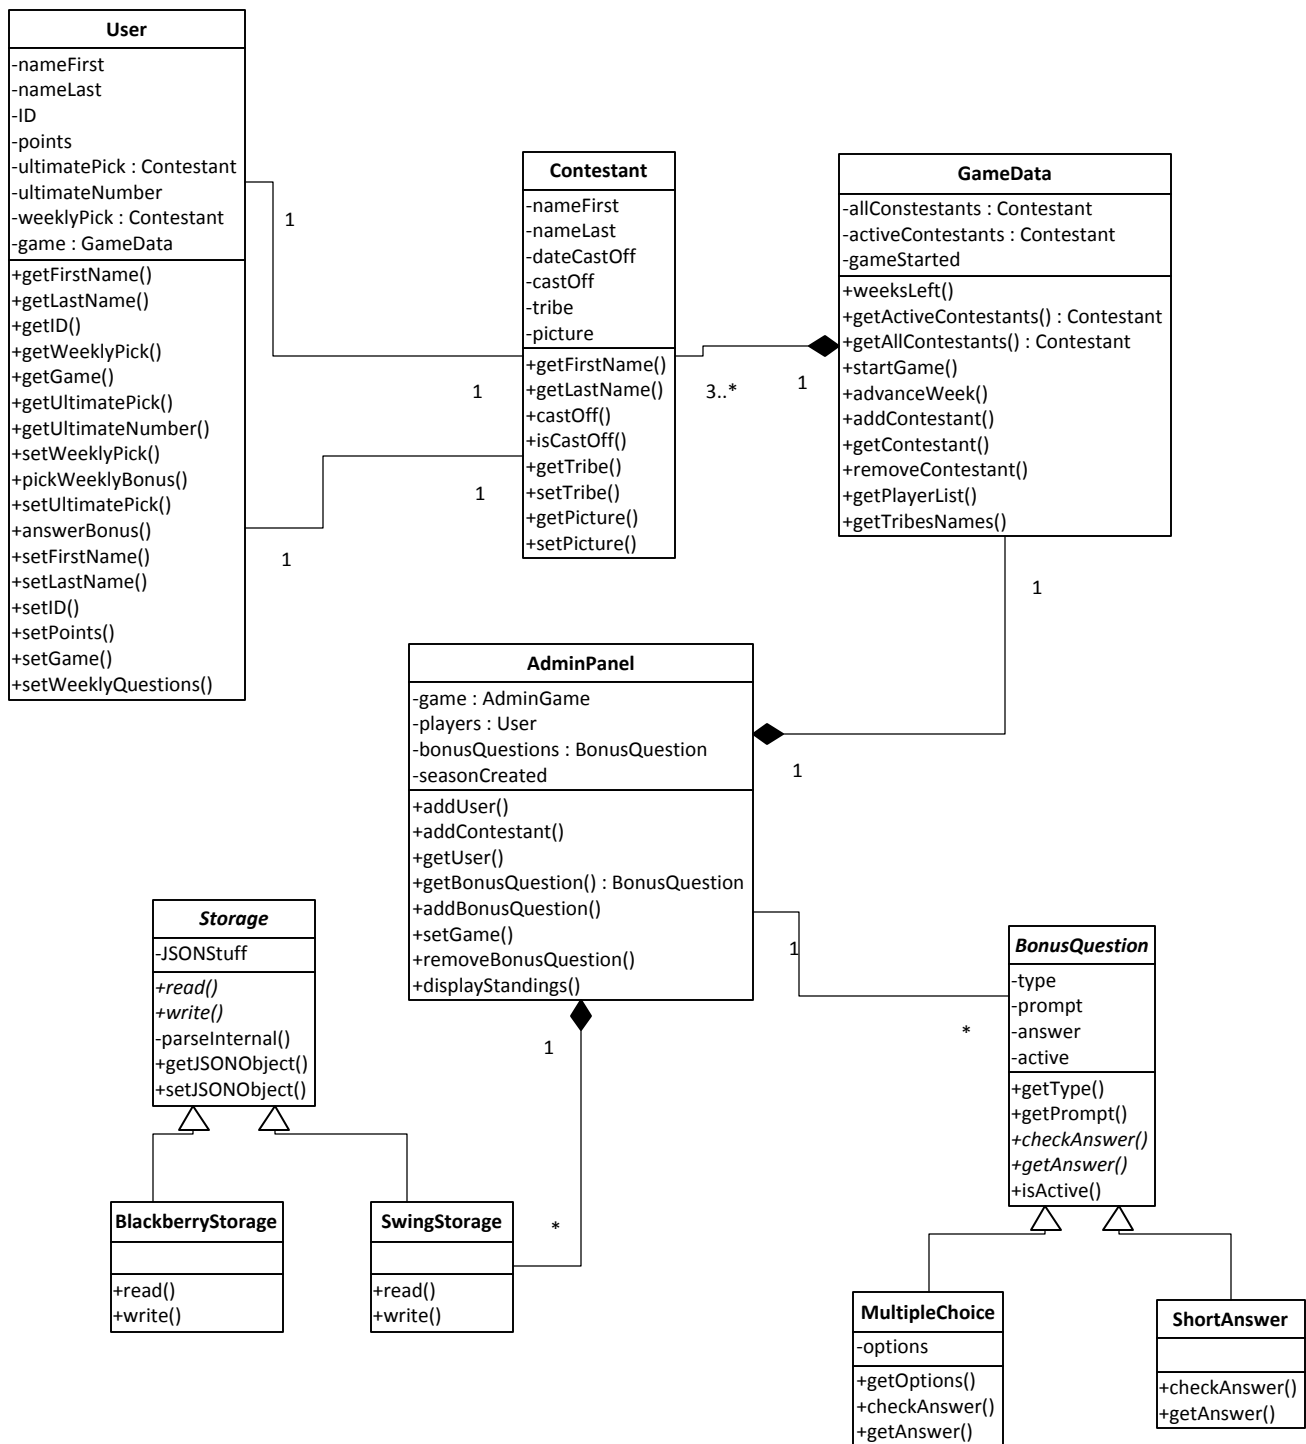 User
-nameFirst
-nameLast
-ID
-points
-ultimatePick : Contestant
-ultimateNumber
-weeklyPick : Contestant
-game : GameData
+getFirstName()
+getLastName()
+getID()
+getWeeklyPick()
+getGame()
+getUltimatePick()
+getUltimateNumber()
+setWeeklyPick()
+pickWeeklyBonus()
+setUltimatePick()
+answerBonus()
+setFirstName()
+setLastName()
+setID()
+setPoints()
+setGame()
+setWeeklyQuestions()
1
1
1
1
Contestant
-nameFirst
-nameLast
-dateCastOff
-castOff
-tribe
-picture
+getFirstName()
+getLastName()
+castOff()
+isCastOff()
+getTribe()
+setTribe()
+getPicture()
+setPicture()
3..*
1
GameData
-allConstestants : Contestant
-activeContestants : Contestant
-gameStarted
+weeksLeft()
+getActiveContestants() : Contestant
+getAllContestants() : Contestant
+startGame()
+advanceWeek()
+addContestant()
+getContestant()
+removeContestant()
+getPlayerList()
+getTribesNames()
1
1
AdminPanel
-game : AdminGame
-players : User
-bonusQuestions : BonusQuestion
-seasonCreated
+addUser()
+addContestant()
+getUser()
+getBonusQuestion() : BonusQuestion
+addBonusQuestion()
+setGame()
+removeBonusQuestion()
+displayStandings()
1
*
1
*
Storage
-JSONStuff
+read()
+write()
-parseInternal()
+getJSONObject()
+setJSONObject()
BlackberryStorage
+read()
+write()
SwingStorage
+read()
+write()
BonusQuestion
-type
-prompt
-answer
-active
+getType()
+getPrompt()
+checkAnswer()
+getAnswer()
+isActive()
MultipleChoice
-options
+getOptions()
+checkAnswer()
+getAnswer()
ShortAnswer
+checkAnswer()
+getAnswer()